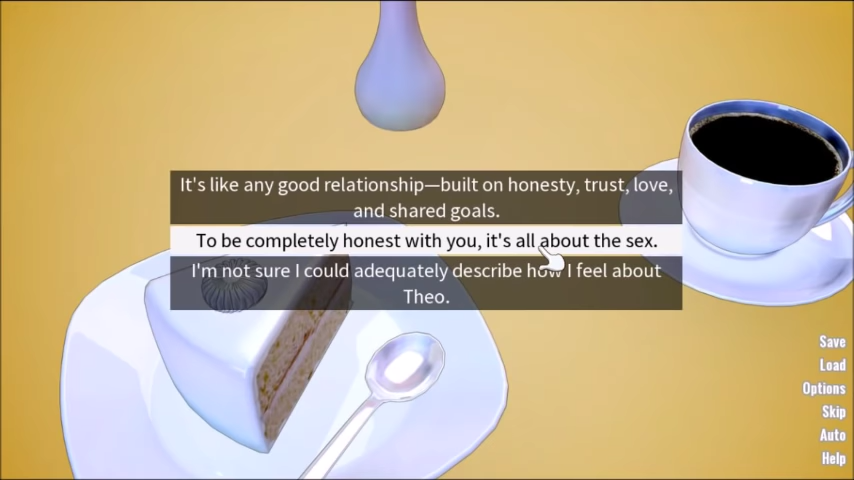 It's like any good relationship—built on honesty, trust, love,
and shared goals.
To be completely honest with you, it's all about the sex.
I'm not sure I could adequately describe how I feel about
Theo.
Save
Load
Options
Skip
Auto
Help